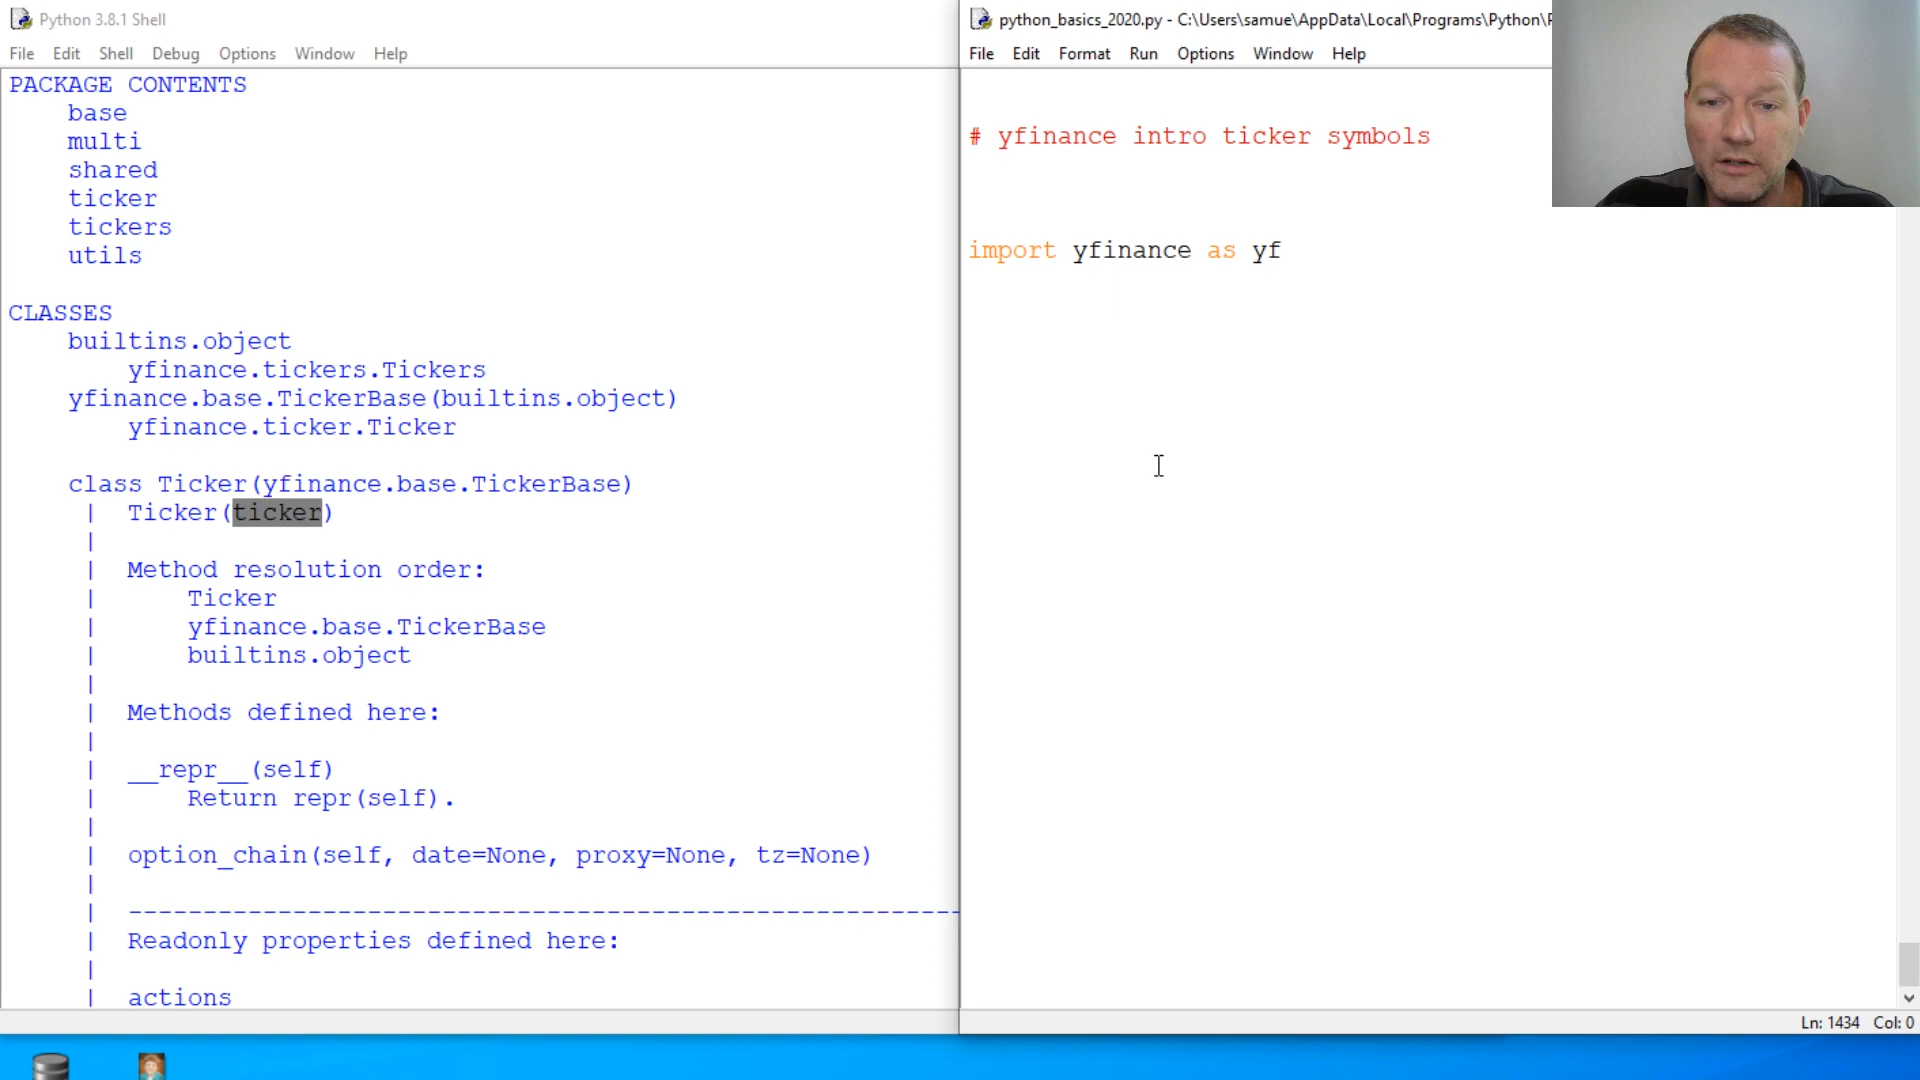 Python 3.8.1 Shell
File Edit Shell Debug Options Window Help
PACKAGE CONTENTS
base
multi
shared
ticker
tickers
utils
CLASSES
builtins.object
yfinance.tickers.Tickers
yfinance.base.TickerBase(builtins.object)
yfinance.ticker.Ticker
class Ticker(yfinance.base.TickerBase)
| Ticker(ticker)
|
| Method resolution order:
| Ticker
| yfinance.base.TickerBase
| builtins.object
|
| Methods defined here:
|
| __repr__(self)
| Return repr(self).
|
| option_chain(self, date=None, proxy=None, tz=None)
|
| --------------------------------------------------------
| Readonly properties defined here:
|
| actions
python_basics_2020.py - C:\Users\samue\AppData\Local\Programs\Python\
File Edit Format Run Options Window Help
# yfinance intro ticker symbols
import yfinance as yf
Ln: 1434 Col: 0